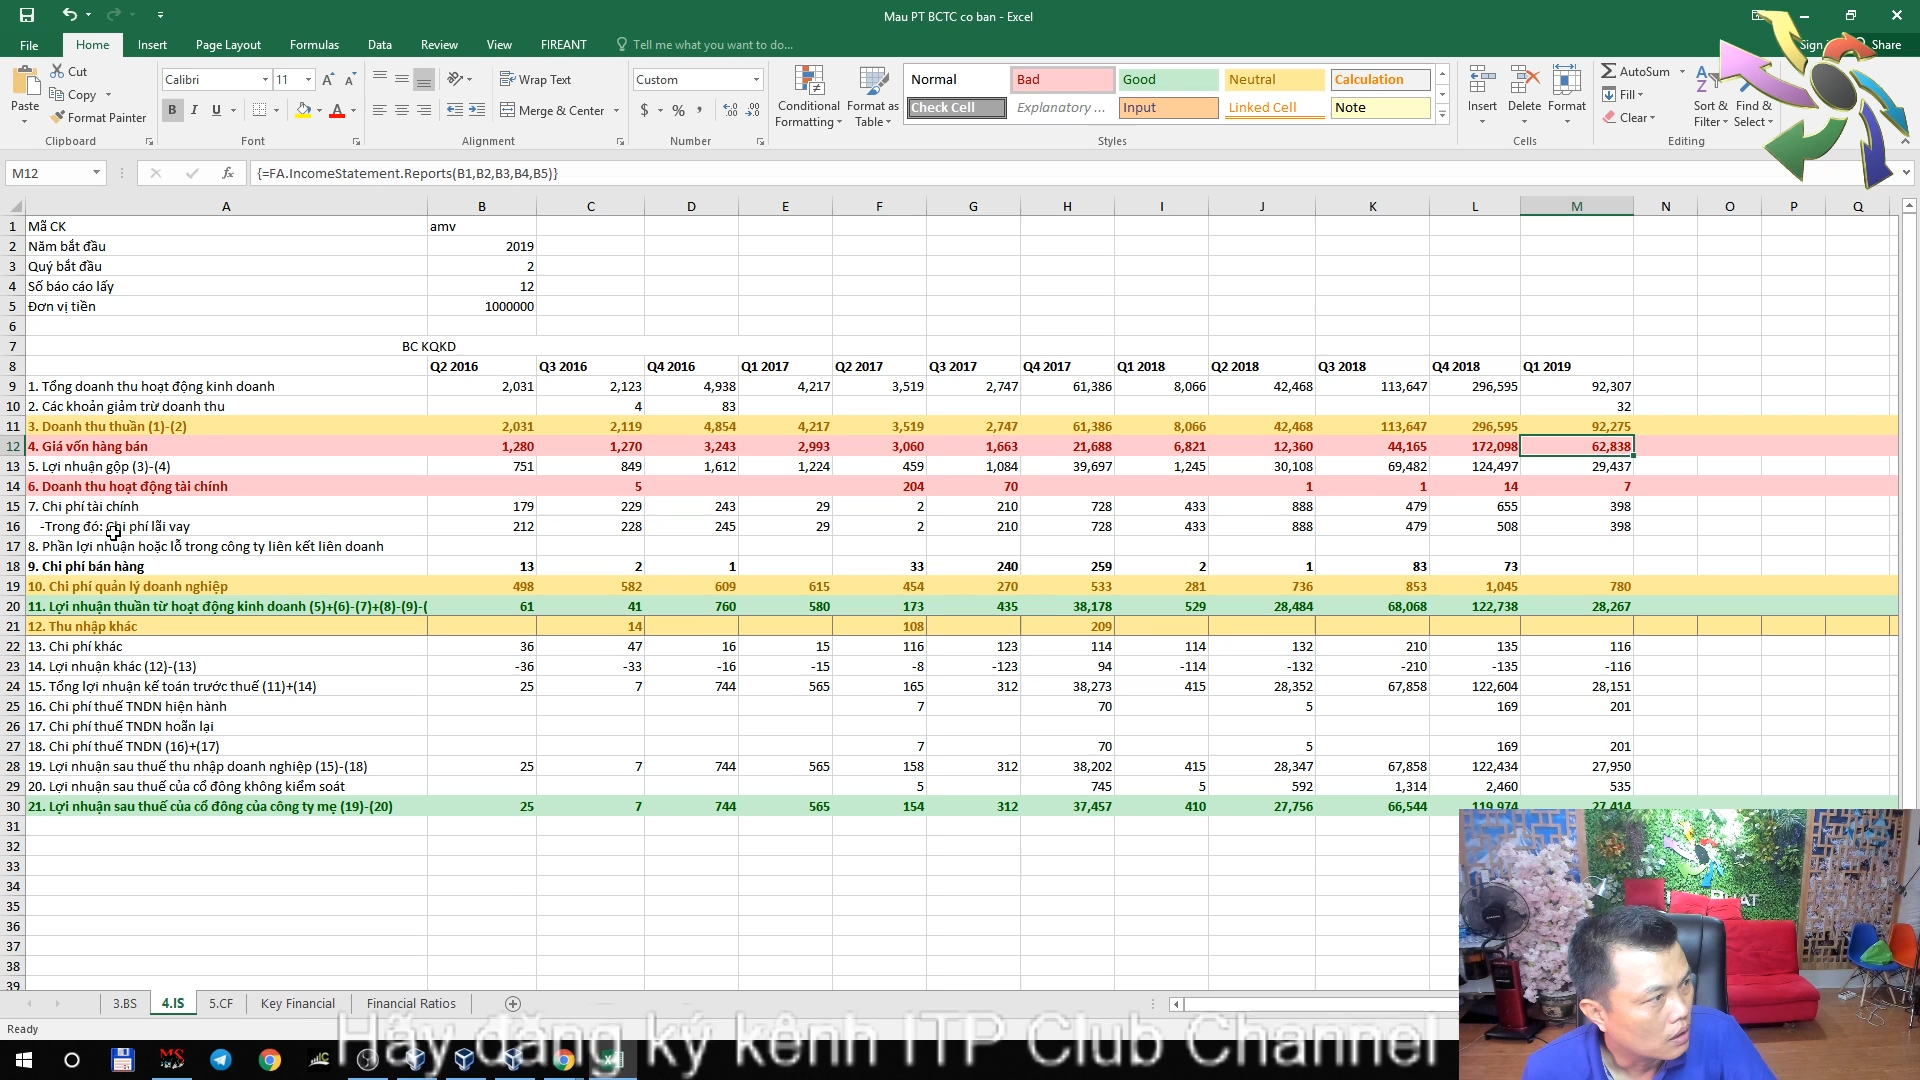 Mau PT BCTC co ban - Excel
File Home Insert Page Layout Formulas Data Review View FIREANT Tell me what you want to do... Share
Paste Cut Copy Format Painter Clipboard
Calibri 11 B I U Font
Wrap Text Merge & Center Alignment
Custom $ % Number
Conditional Formatting Format as Table
Normal Bad Good Neutral Calculation
Check Cell Explanatory ... Input Linked Cell Note
Styles
Insert Delete Format Cells
AutoSum Fill Clear Sort & Filter Find & Select Editing
M12 fx {=FA.IncomeStatement.Reports(B1,B2,B3,B4,B5)}
A B C D E F G H I J K L M N O P Q
1 Mã CK amv
2 Năm bắt đầu 2019
3 Quý bắt đầu 2
4 Số báo cáo lấy 12
5 Đơn vị tiền 1000000
6
7 BC KQKD
8 Q2 2016 Q3 2016 Q4 2016 Q1 2017 Q2 2017 Q3 2017 Q4 2017 Q1 2018 Q2 2018 Q3 2018 Q4 2018 Q1 2019
9 1. Tổng doanh thu hoạt động kinh doanh 2,031 2,123 4,938 4,217 3,519 2,747 61,386 8,066 42,468 113,647 296,595 92,307
10 2. Các khoản giảm trừ doanh thu 4 83 32
11 3. Doanh thu thuần (1)-(2) 2,031 2,119 4,854 4,217 3,519 2,747 61,386 8,066 42,468 113,647 296,595 92,275
12 4. Giá vốn hàng bán 1,280 1,270 3,243 2,993 3,060 1,663 21,688 6,821 12,360 44,165 172,098 62,838
13 5. Lợi nhuận gộp (3)-(4) 751 849 1,612 1,224 459 1,084 39,697 1,245 30,108 69,482 124,497 29,437
14 6. Doanh thu hoạt động tài chính 5 204 70 1 1 14 7
15 7. Chi phí tài chính 179 229 243 29 2 210 728 433 888 479 655 398
16 -Trong đó: Chi phí lãi vay 212 228 245 29 2 210 728 433 888 479 508 398
17 8. Phần lợi nhuận hoặc lỗ trong công ty liên kết liên doanh
18 9. Chi phí bán hàng 13 2 1 33 240 259 2 1 83 73
19 10. Chi phí quản lý doanh nghiệp 498 582 609 615 454 270 533 281 736 853 1,045 780
20 11. Lợi nhuận thuần từ hoạt động kinh doanh (5)+(6)-(7)+(8)-(9)-( 61 41 760 580 173 435 38,178 529 28,484 68,068 122,738 28,267
21 12. Thu nhập khác 14 108 209
22 13. Chi phí khác 36 47 16 15 116 123 114 114 132 210 135 116
23 14. Lợi nhuận khác (12)-(13) -36 -33 -16 -15 -8 -123 94 -114 -132 -210 -135 -116
24 15. Tổng lợi nhuận kế toán trước thuế (11)+(14) 25 7 744 565 165 312 38,273 415 28,352 67,858 122,604 28,151
25 16. Chi phí thuế TNDN hiện hành 7 70 5 169 201
26 17. Chi phí thuế TNDN hoãn lại
27 18. Chi phí thuế TNDN (16)+(17) 7 70 5 169 201
28 19. Lợi nhuận sau thuế thu nhập doanh nghiệp (15)-(18) 25 7 744 565 158 312 38,202 415 28,347 67,858 122,434 27,950
29 20. Lợi nhuận sau thuế của cổ đông không kiểm soát 5 745 5 592 1,314 2,460 535
30 21. Lợi nhuận sau thuế của cổ đông của công ty mẹ (19)-(20) 25 7 744 565 154 312 37,457 410 27,756 66,544 119,974 27,414
31
32
33
34
35
36
37
38
39
3.BS 4.IS 5.CF Key Financial Financial Ratios
Ready
Hãy đăng ký kênh ITP Club Channel